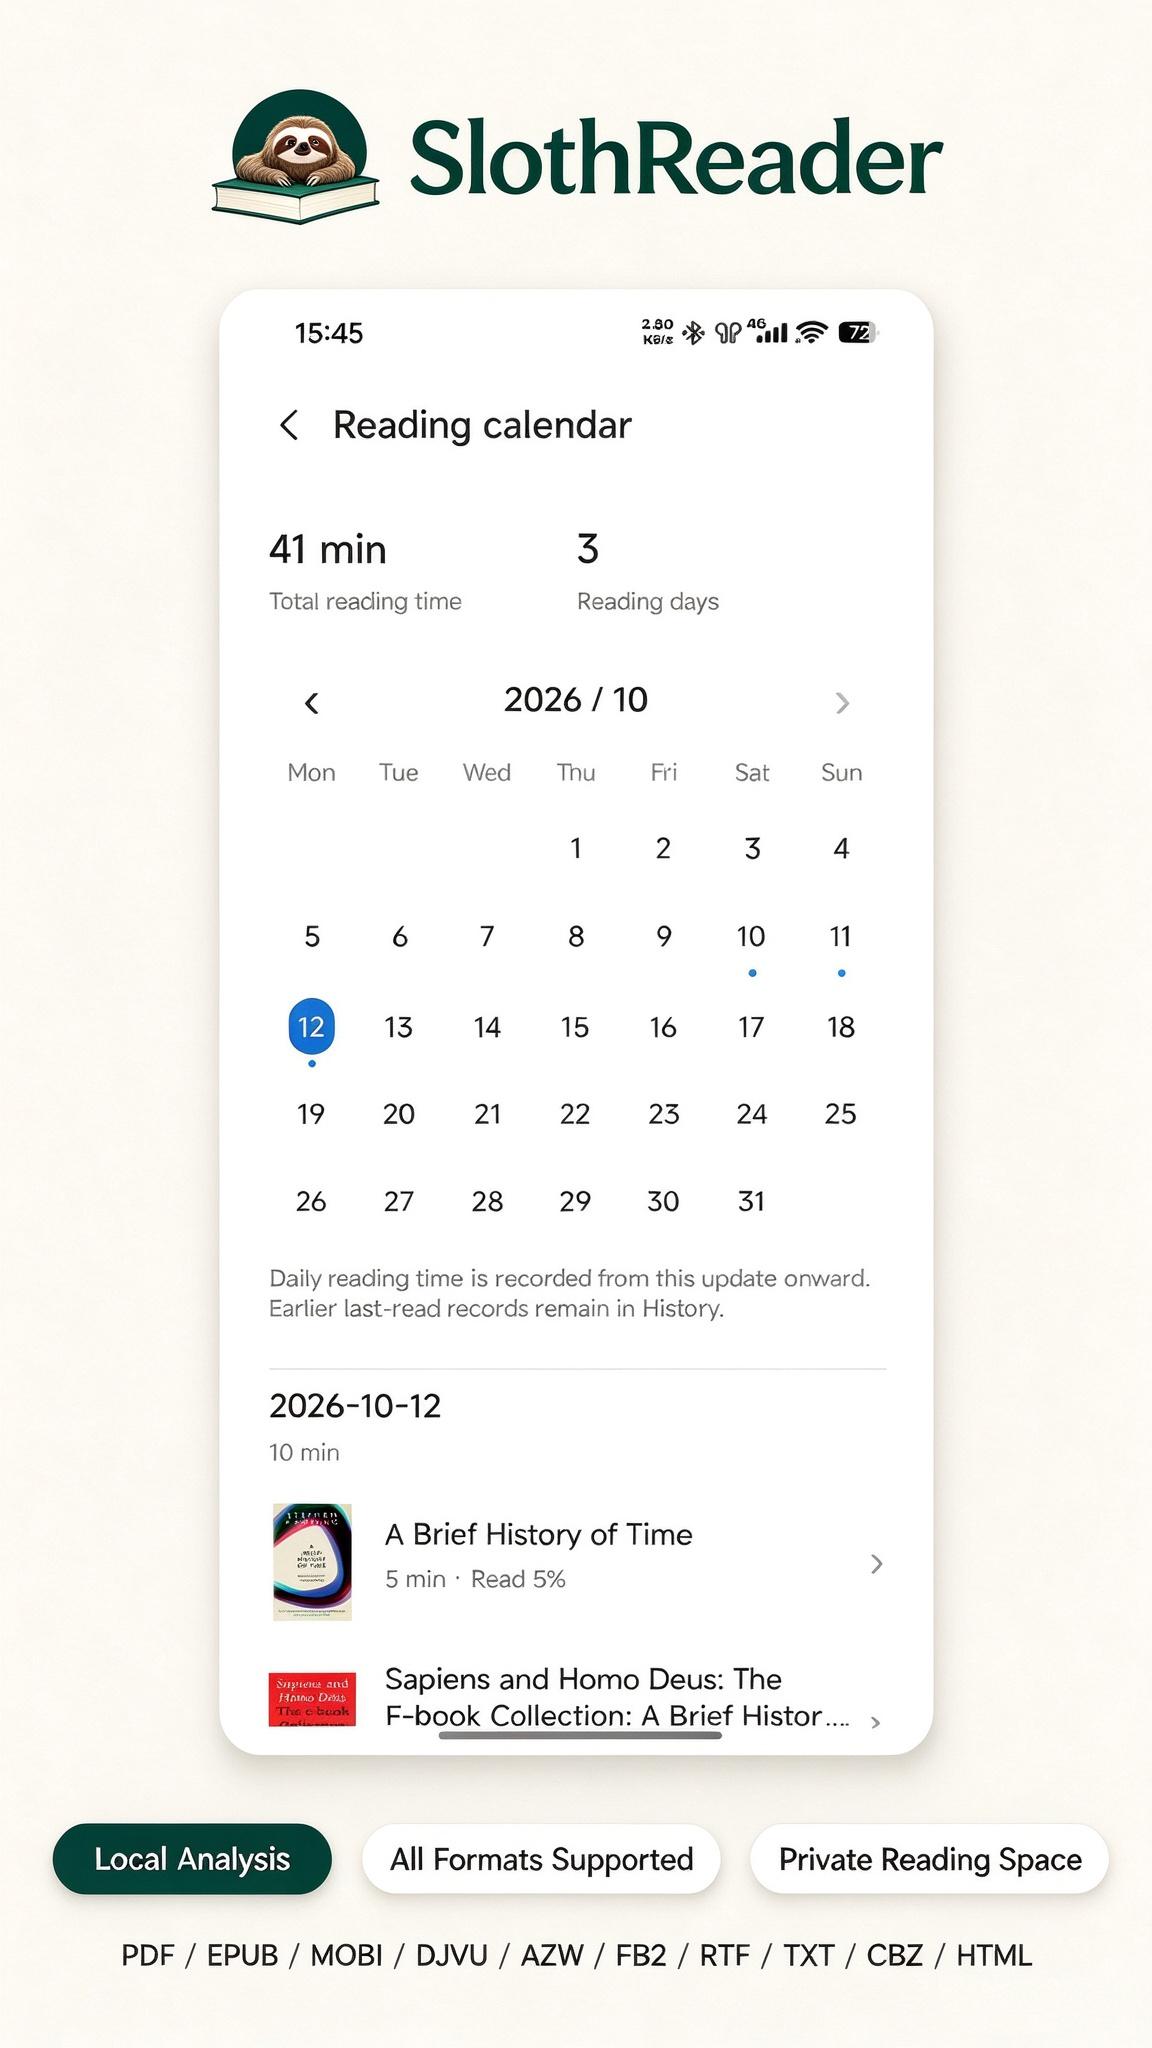 SlothReader
15:45
72
Reading calendar
41 min 3
Total reading time Reading days
2026 / 10
Mon Tue Wed Thu Fri Sat Sun
1 2 3 4
5 6 7 8 9 10 11
12 13 14 15 16 17 18
19 20 21 22 23 24 25
26 27 28 29 30 31
Daily reading time is recorded from this update onward.
Earlier last-read records remain in History.
2026-10-12
10 min
A Brief History of Time
5 min · Read 5%
Sapiens and
Homo Deus
Sapiens and Homo Deus: The
F-book Collection: A Brief Histor....
Local Analysis All Formats Supported Private Reading Space
PDF / EPUB / MOBI / DJVU / AZW / FB2 / RTF / TXT / CBZ / HTML